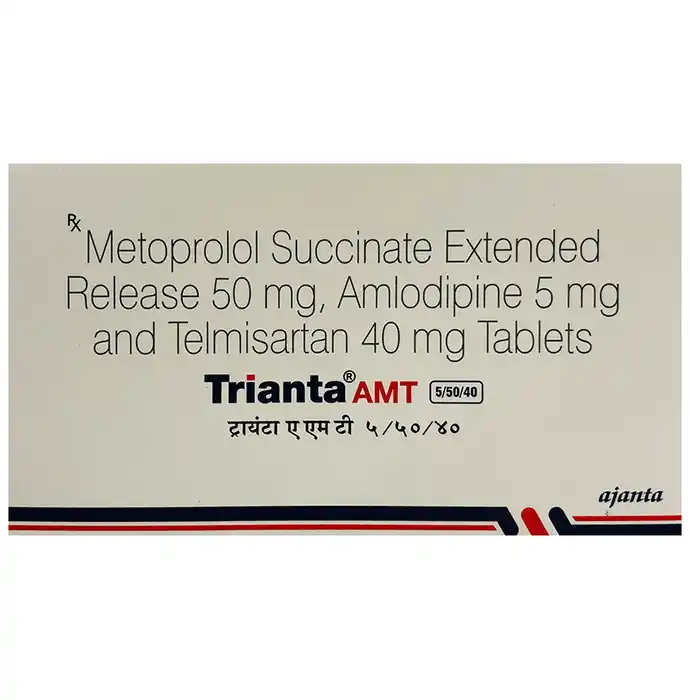 Rx
Metoprolol Succinate Extended
Release 50 mg, Amlodipine 5 mg
and Telmisartan 40 mg Tablets
Trianta® AMT 5/50/40
ट्रायंटा ए एम टी ५/५०/४०
ajanta